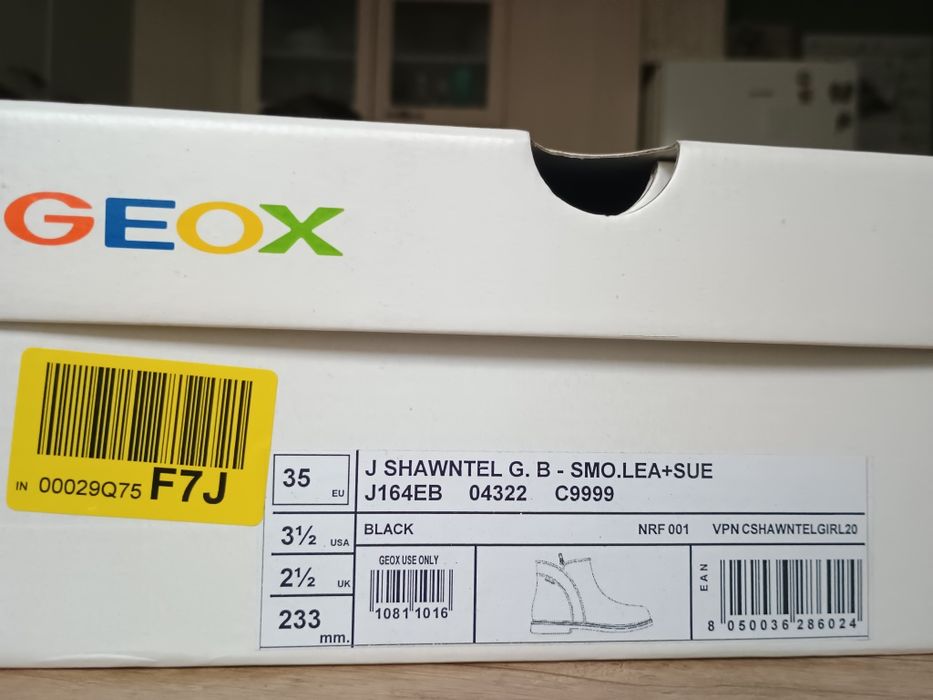 GEOX
IN 00029Q75 F7J
35 EU
3½ USA
2½ UK
233 mm.
J SHAWNTEL G. B - SMO.LEA+SUE
J164EB 04322 C9999
BLACK NRF 001 VPN CSHAWNTELGIRL20
GEOX USE ONLY
1081 1016
EAN
8 050036 286024